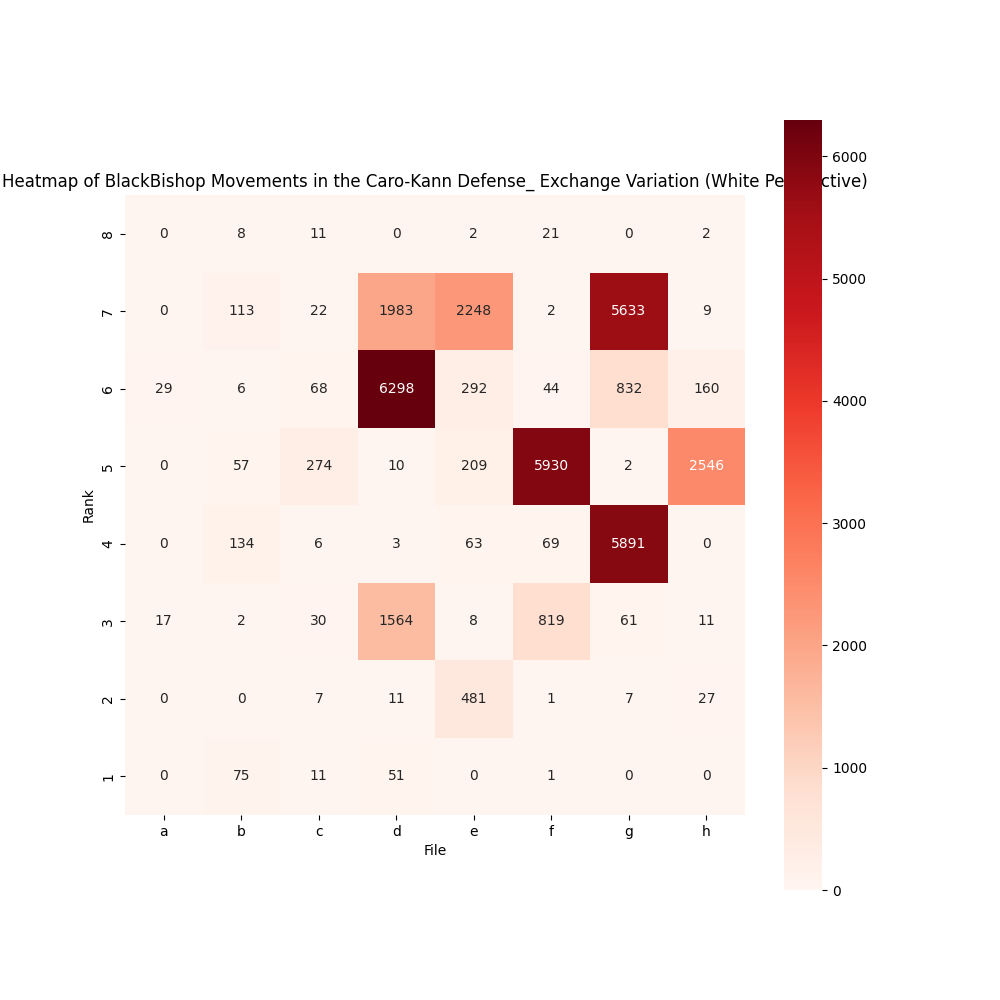 Heatmap of BlackBishop Movements in the Caro-Kann Defense_ Exchange Variation (White Pe ctive)
8 0 8 11 0 2 21 0 2
7 0 113 22 1983 2248 2 5633 9
6 29 6 68 6298 292 44 832 160
5 0 57 274 10 209 5930 2 2546
Rank
4 0 134 6 3 63 69 5891 0
3 17 2 30 1564 8 819 61 11
2 0 0 7 11 481 1 7 27
1 0 75 11 51 0 1 0 0
a b c d e f g h
File
6000
5000
4000
3000
2000
1000
0